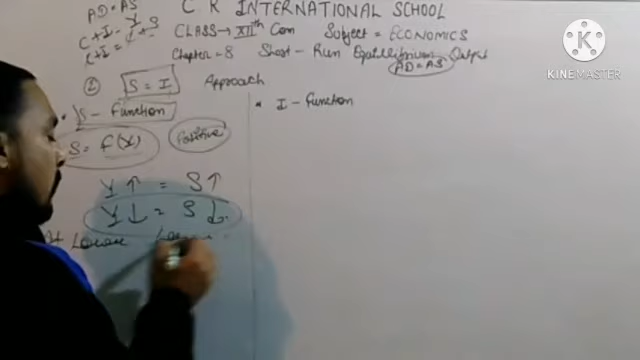 C R INTERNATIONAL SCHOOL
AD = AS
C+I = Y
C+I = C+S
CLASS → XIIth Com Subject = ECONOMICS
Chapter = 8 Short - Run Equilibrium Output
AD = AS
① S = I Approach
• S - Function
S = f(Y) Positive
Y ↑ = S ↑
Y ↓ = S ↓
• I - Function
KINEMASTER